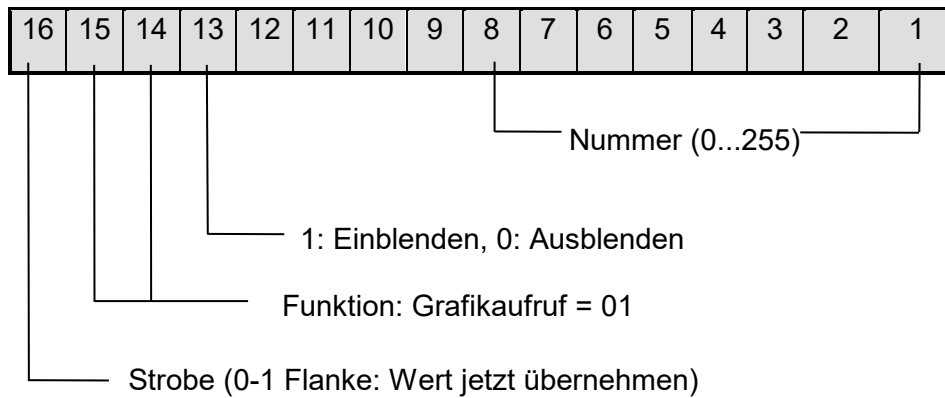 16 15 14 13 12 11 10 9 8 7 6 5 4 3 2 1
Nummer (0...255)
1: Einblenden, 0: Ausblenden
Funktion: Grafikaufruf = 01
Strobe (0-1 Flanke: Wert jetzt übernehmen)